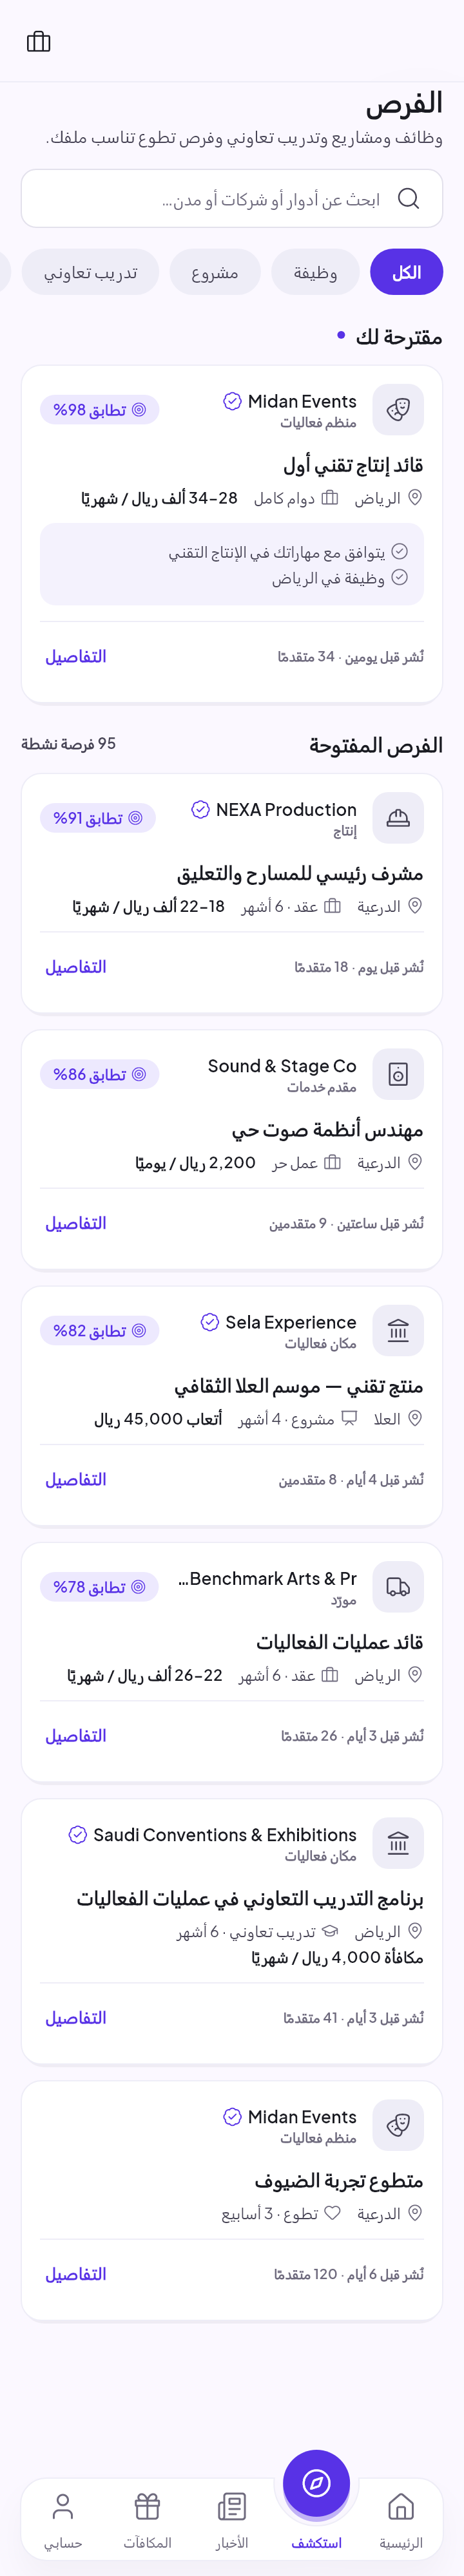 الفرص
وظائف ومشاريع وتدريب تعاوني وفرص تطوع تناسب ملفك.
ابحث عن أدوار أو شركات أو مدن...
الكل
وظيفة
مشروع
تدريب تعاوني
مقترحة لك
Midan Events
تطابق 98%
منظم فعاليات
قائد إنتاج تقني أول
الرياض
دوام كامل
28–34 ألف ريال / شهريًا
يتوافق مع مهاراتك في الإنتاج التقني
وظيفة في الرياض
نُشر قبل يومين · 34 متقدمًا
التفاصيل
الفرص المفتوحة
95 فرصة نشطة
NEXA Production
تطابق 91%
إنتاج
مشرف رئيسي للمسارح والتعليق
الدرعية
عقد · 6 أشهر
18–22 ألف ريال / شهريًا
نُشر قبل يوم · 18 متقدمًا
التفاصيل
Sound & Stage Co
تطابق 86%
مقدم خدمات
مهندس أنظمة صوت حي
الدرعية
عمل حر
2,200 ريال / يوميًا
نُشر قبل ساعتين · 9 متقدمين
التفاصيل
Sela Experience
تطابق 82%
مكان فعاليات
منتج تقني — موسم العلا الثقافي
العلا
مشروع · 4 أشهر
أتعاب 45,000 ريال
نُشر قبل 4 أيام · 8 متقدمين
التفاصيل
Benchmark Arts & Pr...
تطابق 78%
مورّد
قائد عمليات الفعاليات
الرياض
عقد · 6 أشهر
22–26 ألف ريال / شهريًا
نُشر قبل 3 أيام · 26 متقدمًا
التفاصيل
Saudi Conventions & Exhibitions
مكان فعاليات
برنامج التدريب التعاوني في عمليات الفعاليات
الرياض
تدريب تعاوني · 6 أشهر
مكافأة 4,000 ريال / شهريًا
نُشر قبل 3 أيام · 41 متقدمًا
التفاصيل
Midan Events
منظم فعاليات
متطوع تجربة الضيوف
الدرعية
تطوع · 3 أسابيع
نُشر قبل 6 أيام · 120 متقدمًا
التفاصيل
الرئيسية
استكشف
الأخبار
المكافآت
حسابي